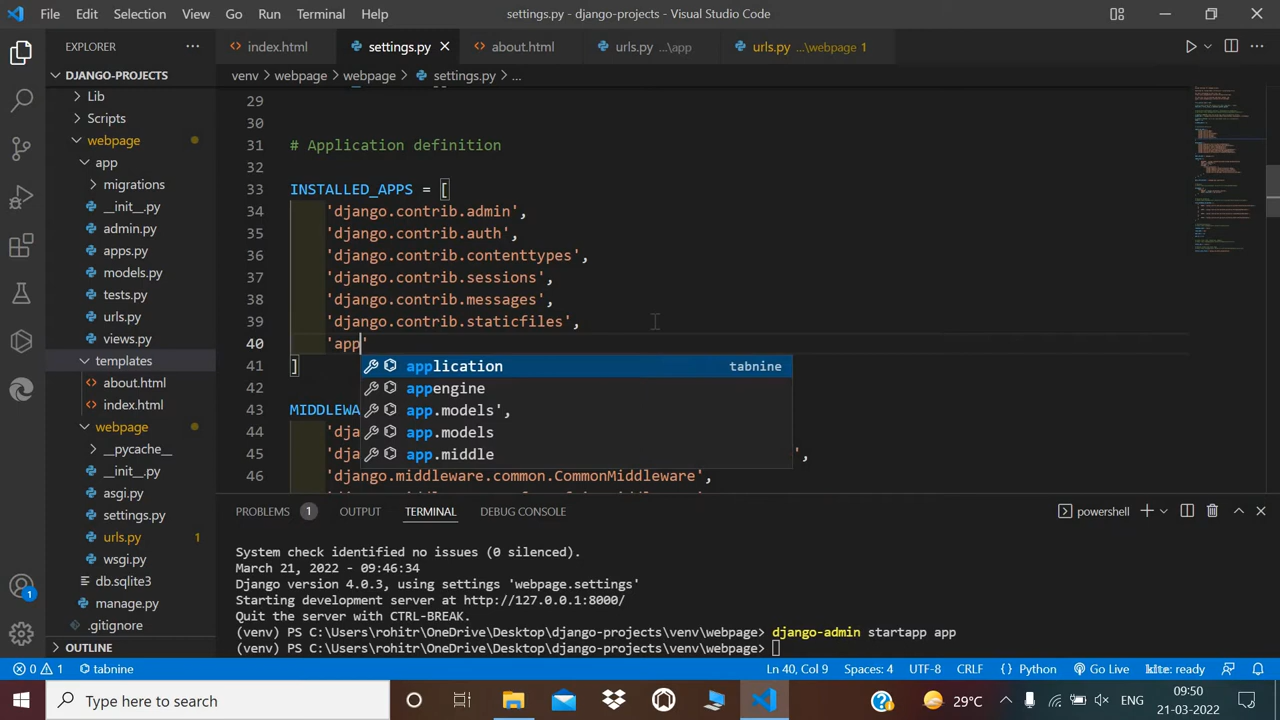 File Edit Selection View Go Run Terminal Help settings.py - django-projects - Visual Studio Code
EXPLORER
index.html settings.py about.html urls.py ...\app urls.py ...\webpage 1
DJANGO-PROJECTS
Lib
Scripts
webpage
app
migrations
__init__.py
admin.py
apps.py
models.py
tests.py
urls.py
views.py
templates
about.html
index.html
webpage
__pycache__
__init__.py
asgi.py
settings.py
urls.py 1
wsgi.py
db.sqlite3
manage.py
.gitignore
OUTLINE
venv > webpage > webpage > settings.py > ...
29
30
31 # Application definition
32
33 INSTALLED_APPS = [
34 'django.contrib.admin',
35 'django.contrib.auth',
36 'django.contrib.contenttypes',
37 'django.contrib.sessions',
38 'django.contrib.messages',
39 'django.contrib.staticfiles',
40 'app'
41 ]
application tabnine
appengine
app.models',
app.models
app.middle
42
43 MIDDLEWA
44 'dja
45 'dja ',
46 'django.middleware.common.CommonMiddleware',
PROBLEMS 1 OUTPUT TERMINAL DEBUG CONSOLE powershell
System check identified no issues (0 silenced).
March 21, 2022 - 09:46:34
Django version 4.0.3, using settings 'webpage.settings'
Starting development server at http://127.0.0.1:8000/
Quit the server with CTRL-BREAK.
(venv) PS C:\Users\rohitr\OneDrive\Desktop\django-projects\venv\webpage> django-admin startapp app
(venv) PS C:\Users\rohitr\OneDrive\Desktop\django-projects\venv\webpage>
1
0 1 tabnine Ln 40, Col 9 Spaces: 4 UTF-8 CRLF Python Go Live kite: ready
Type here to search 29°C ENG 09:50
21-03-2022